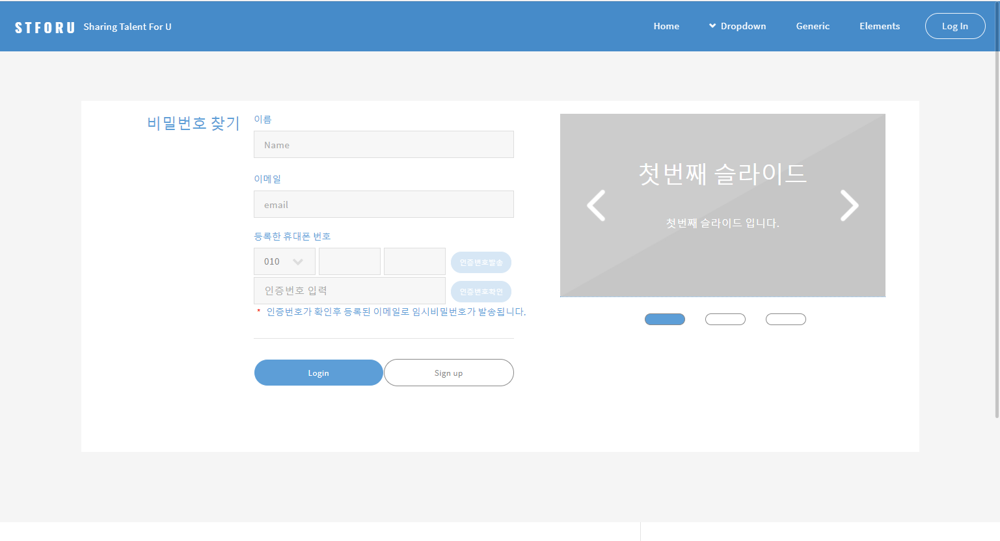 STFORU Sharing Talent For U
Home Dropdown Generic Elements Log In
비밀번호 찾기
이름
Name
이메일
email
등록한 휴대폰 번호
010
인증번호발송
인증번호 입력
인증번호확인
* 인증번호가 확인후 등록된 이메일로 임시비밀번호가 발송됩니다.
Login
Sign up
첫번째 슬라이드
첫번째 슬라이드 입니다.